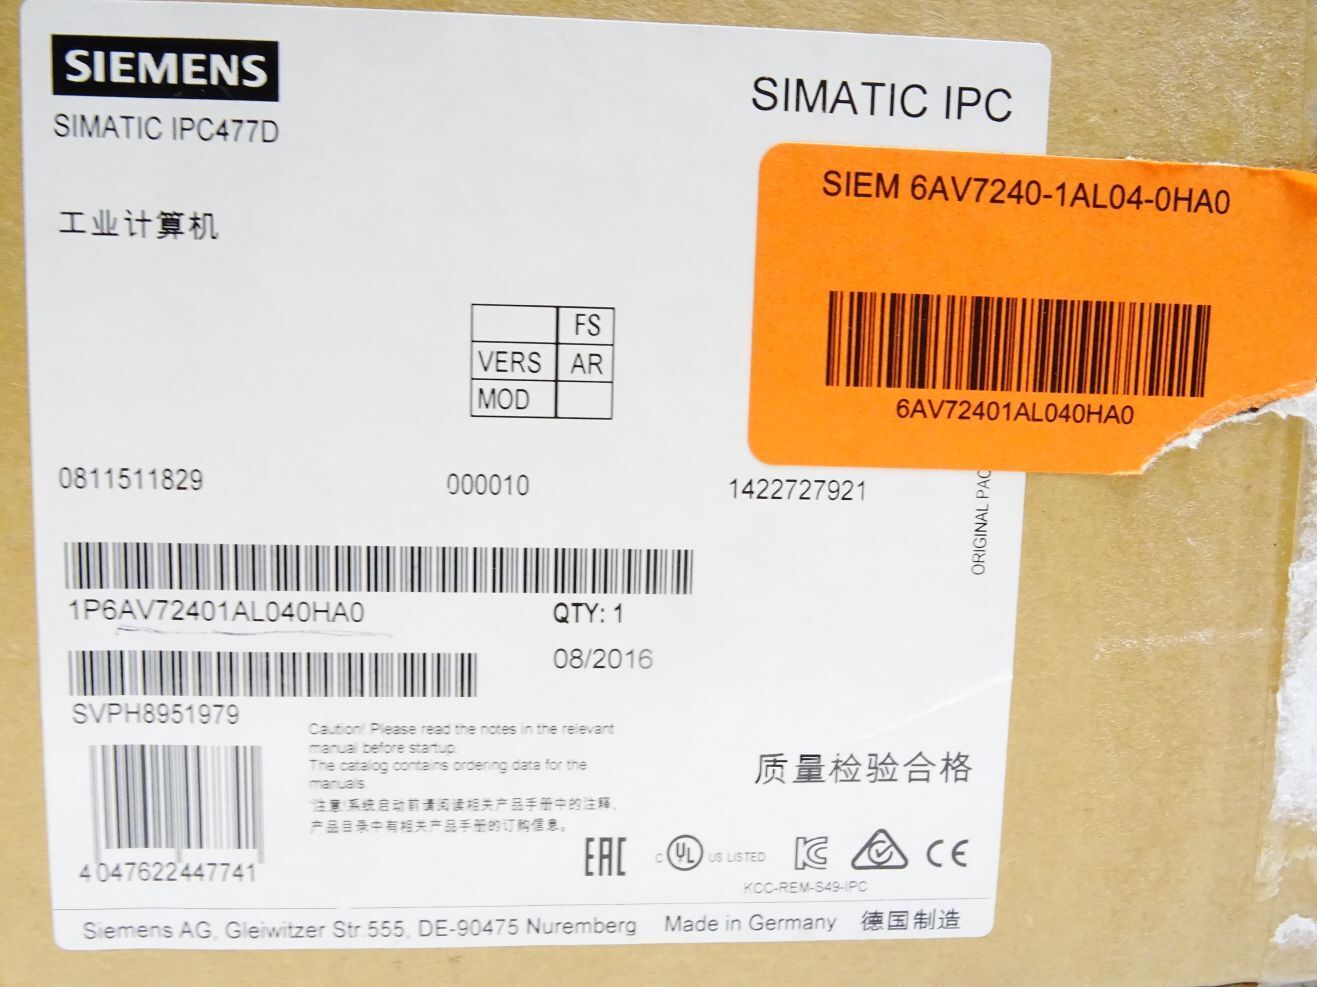 SIEMENS
SIMATIC IPC477D
SIMATIC IPC
SIEM 6AV7240-1AL04-0HA0
6AV72401AL040HA0
工业计算机
FS
VERS AR
MOD
0811511829 000010 1422727921
ORIGINAL
1P6AV72401AL040HA0 QTY: 1
08/2016
SVPH8951979
Caution! Please read the notes in the relevant
manual before startup.
The catalog contains ordering data for the
manuals.
注意!系统启动前请阅读相关产品手册中的注释,
产品目录中有相关产品手册的订购信息。
4 047622 447741
质量检验合格
EAC C UL US LISTED KC CE
KCC-REM-S49-IPC
Siemens AG, Gleiwitzer Str.555, DE-90475 Nuremberg Made in Germany 德国制造